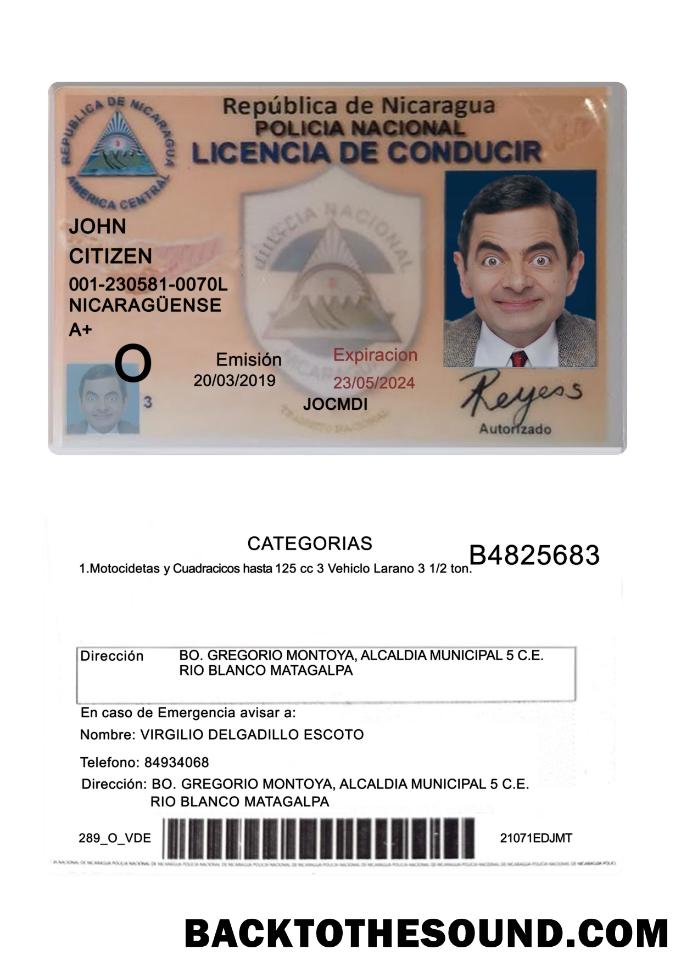 REPUBLICA DE NICARAGUA
AMERICA CENTRAL
República de Nicaragua
POLICIA NACIONAL
LICENCIA DE CONDUCIR
JOHN
CITIZEN
001-230581-0070L
NICARAGÜENSE
A+
O
3
Emisión
20/03/2019
Expiracion
23/05/2024
JOCMDI
Reyess
Autorizado
CATEGORIAS
B4825683
1.Motocidetas y Cuadracicos hasta 125 cc 3 Vehiclo Larano 3 1/2 ton.
Dirección BO. GREGORIO MONTOYA, ALCALDIA MUNICIPAL 5 C.E.
RIO BLANCO MATAGALPA
En caso de Emergencia avisar a:
Nombre: VIRGILIO DELGADILLO ESCOTO
Telefono: 84934068
Dirección: BO. GREGORIO MONTOYA, ALCALDIA MUNICIPAL 5 C.E.
RIO BLANCO MATAGALPA
289_O_VDE
21071EDJMT
BACKTOTHESOUND.COM